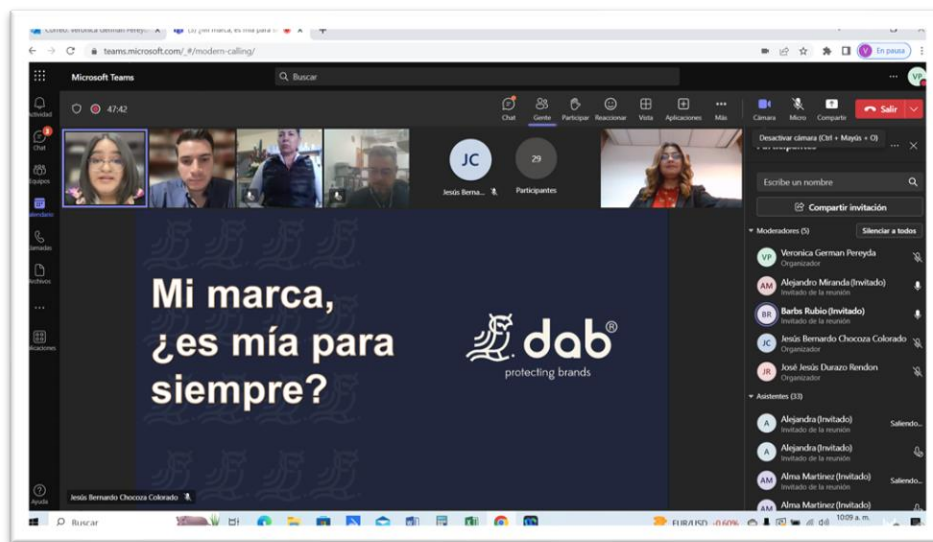 teams.microsoft.com/_#/modern-calling/
En pausa
Microsoft Teams
Buscar
VP
47:42
Chat
Gente
Participar
Reaccionar
Vista
Aplicaciones
Más
Cámara
Micro
Compartir
Salir
Desactivar cámara (Ctrl + Mayús + O)
Actividad
3
Chat
Equipos
Calendario
Llamadas
Archivos
Ayuda
JC
Jesús Berna...
29
Participantes
Mi marca,
¿es mía para
siempre?
dab®
protecting brands
Jesús Bernardo Chocoza Colorado
Participantes
Escribe un nombre
Compartir invitación
Moderadores (5)
Silenciar a todos
VP
Veronica German Pereyda
Organizador
AM
Alejandro Miranda (Invitado)
Invitado de la reunión
BR
Barbs Rubio (Invitado)
Invitado de la reunión
JC
Jesús Bernardo Chocoza Colorado
Organizador
JR
José Jesús Durazo Rendon
Organizador
Asistentes (33)
A
Alejandra (Invitado)
Invitado de la reunión
Saliendo...
A
Alejandra (Invitado)
Invitado de la reunión
AM
Alma Martinez (Invitado)
Invitado de la reunión
Saliendo...
AM
Alma Martinez (Invitado)
Buscar
EUR/USD -0.60%
10:09 a. m.